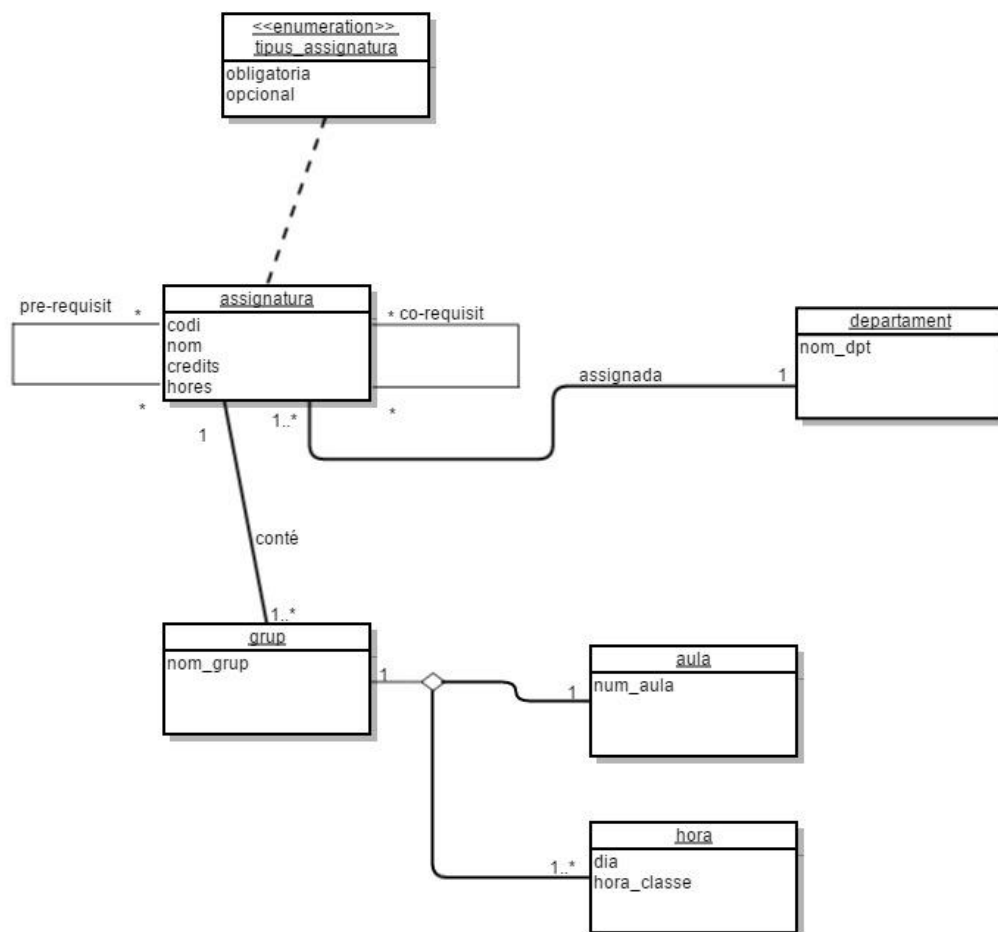 <<enumeration>>
tipus_assignatura
obligatoria
opcional
assignatura
codi
nom
credits
hores
pre-requisit
*
*
* co-requisit
*
departament
nom_dpt
assignada
1
1..*
1
conté
1..*
grup
nom_grup
1
aula
num_aula
1
hora
dia
hora_classe
1..*